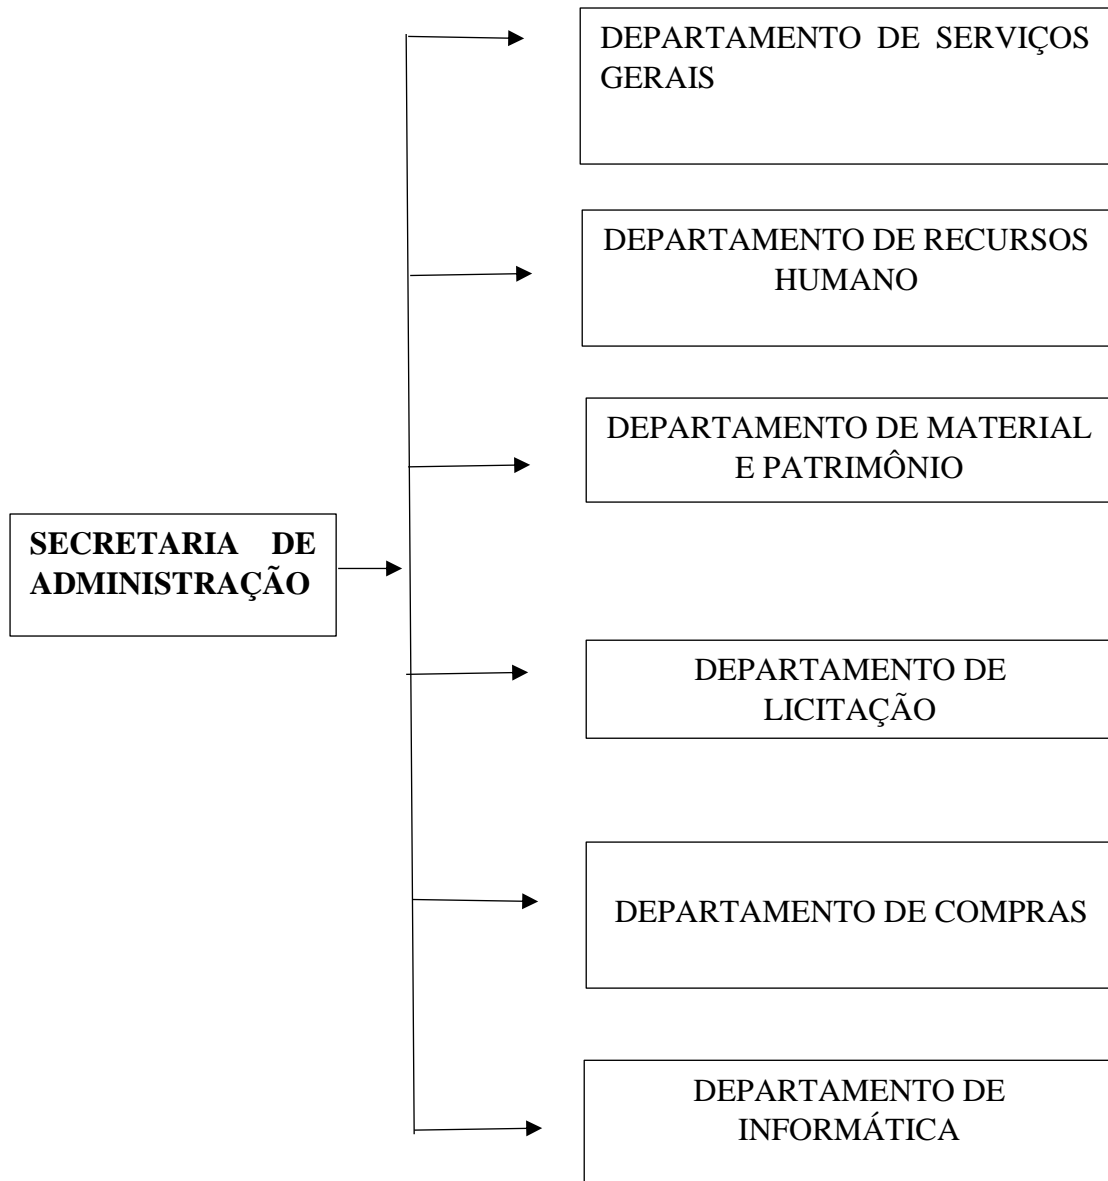 DEPARTAMENTO DE SERVIÇOS
GERAIS
DEPARTAMENTO DE RECURSOS
HUMANO
DEPARTAMENTO DE MATERIAL
E PATRIMÔNIO
SECRETARIA DE
ADMINISTRAÇÃO
DEPARTAMENTO DE
LICITAÇÃO
DEPARTAMENTO DE COMPRAS
DEPARTAMENTO DE
INFORMÁTICA